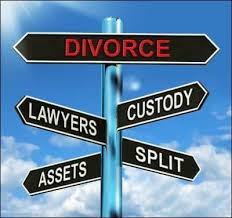 DIVORCE
LAWYERS
CUSTODY
ASSETS
SPLIT